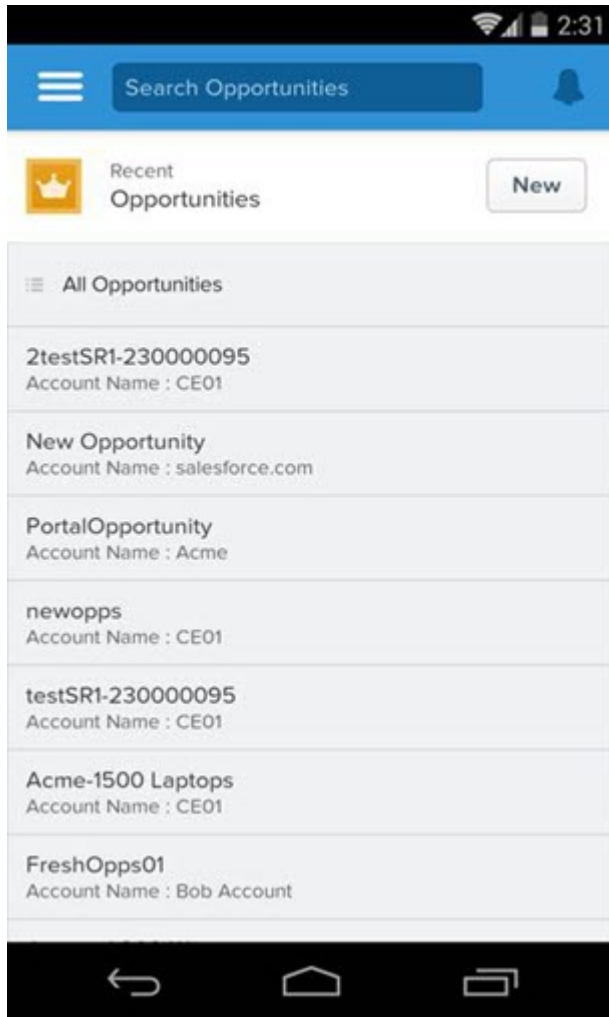 2:31
Search Opportunities
Recent
Opportunities
New
All Opportunities
2testSR1-230000095
Account Name : CE01
New Opportunity
Account Name : salesforce.com
PortalOpportunity
Account Name : Acme
newopps
Account Name : CE01
testSR1-230000095
Account Name : CE01
Acme-1500 Laptops
Account Name : CE01
FreshOpps01
Account Name : Bob Account